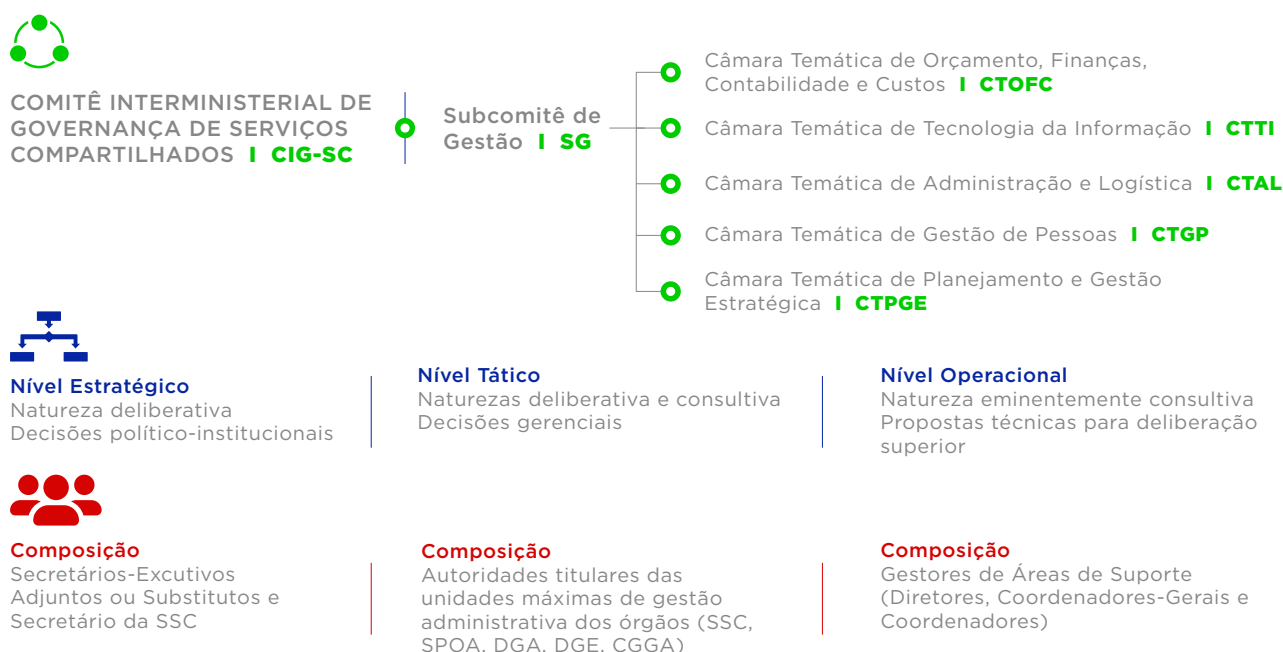 COMITÊ INTERMINISTERIAL DE
GOVERNANÇA DE SERVIÇOS
COMPARTILHADOS I CIG-SC
Subcomitê de
Gestão I SG
Câmara Temática de Orçamento, Finanças,
Contabilidade e Custos I CTOFC
Câmara Temática de Tecnologia da Informação I CTTI
Câmara Temática de Administração e Logística I CTAL
Câmara Temática de Gestão de Pessoas I CTGP
Câmara Temática de Planejamento e Gestão
Estratégica I CTPGE
Nível Estratégico
Natureza deliberativa
Decisões político-institucionais
Nível Tático
Naturezas deliberativa e consultiva
Decisões gerenciais
Nível Operacional
Natureza eminentemente consultiva
Propostas técnicas para deliberação
superior
Composição
Secretários-Excutivos
Adjuntos ou Substitutos e
Secretário da SSC
Composição
Autoridades titulares das
unidades máximas de gestão
administrativa dos órgãos (SSC,
SPOA, DGA, DGE, CGGA)
Composição
Gestores de Áreas de Suporte
(Diretores, Coordenadores-Gerais e
Coordenadores)